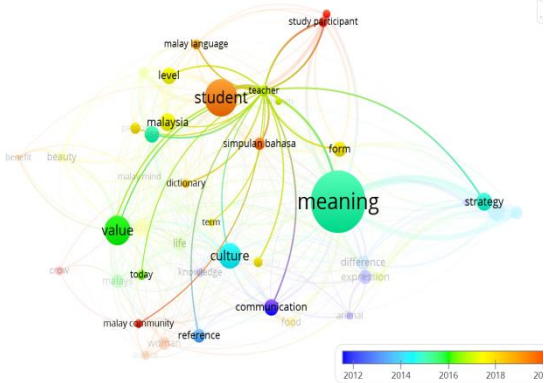 study participant
malay language
level
teacher
student
malaysia
simpulan bahasa
form
benefit
beauty
malay mind
dictionary
meaning
strategy
term
value
life
culture
difference
knowledge
expression
today
malays
crow
communication
animal
malay community
food
reference
woman
2012 2014 2016 2018